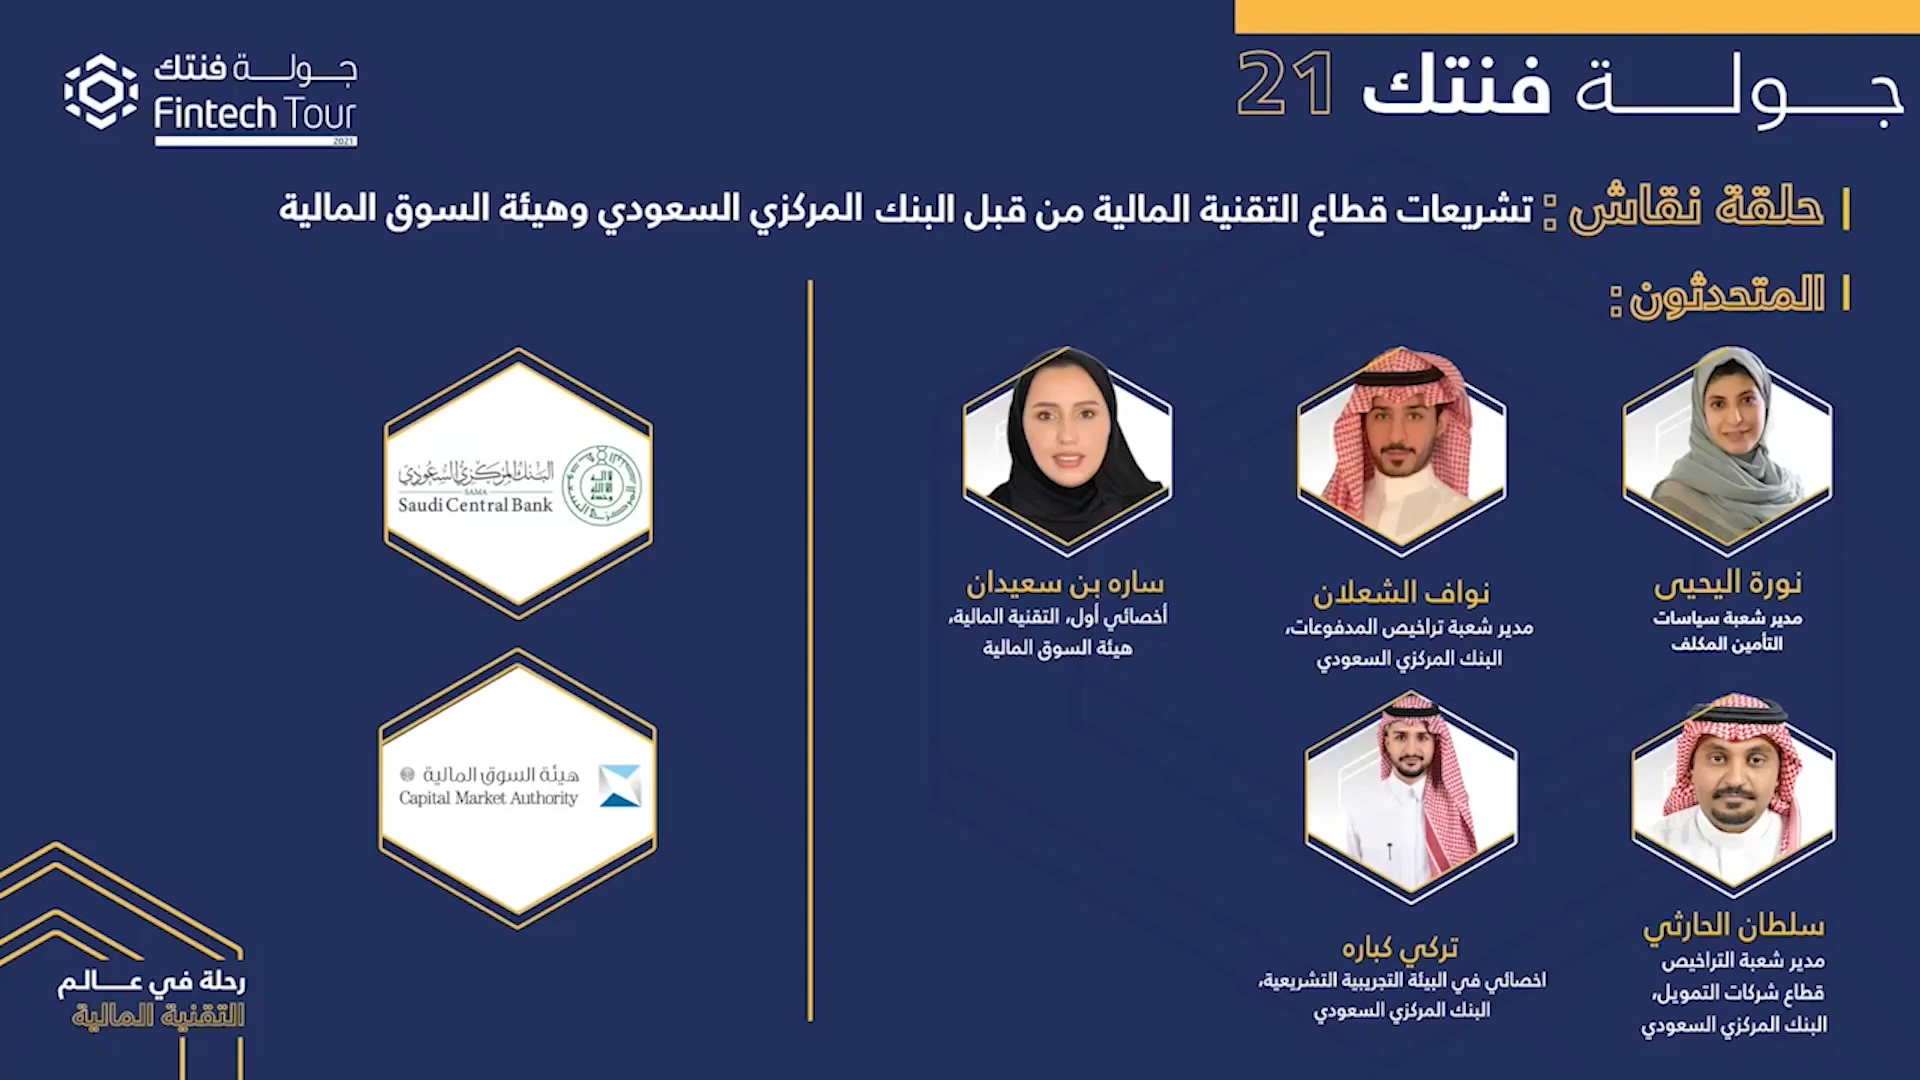 جولة فنتك
Fintech Tour
2021
جولة فنتك 21
حلقة نقاش : تشريعات قطاع التقنية المالية من قبل البنك المركزي السعودي وهيئة السوق المالية
المتحدثون :
نورة اليحيى
مدير شعبة سياسات
التأمين المكلف
نواف الشعلان
مدير شعبة تراخيص المدفوعات،
البنك المركزي السعودي
ساره بن سعيدان
أخصائي أول، التقنية المالية،
هيئة السوق المالية
سلطان الحارثي
مدير شعبة التراخيص
قطاع شركات التمويل،
البنك المركزي السعودي
تركي كباره
اخصائي في البيئة التجريبية التشريعية،
البنك المركزي السعودي
البنك المركزي السعودي
SAMA
Saudi Central Bank
هيئة السوق المالية
Capital Market Authority
رحلة في عالم
التقنية المالية